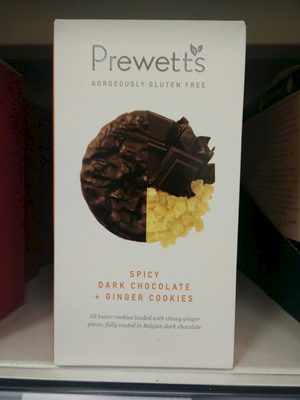 Prewett's
GORGEOUSLY GLUTEN FREE
SPICY
DARK CHOCOLATE
+ GINGER COOKIES
All butter cookies loaded with chewy ginger
pieces, fully coated in Belgian dark chocolate